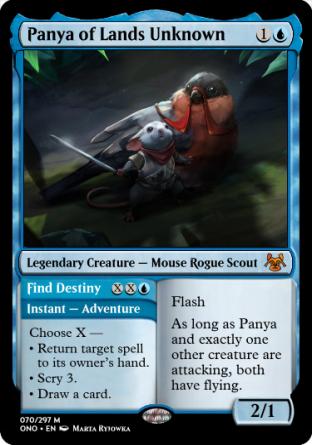 Panya of Lands Unknown 1
Legendary Creature — Mouse Rogue Scout
Find Destiny X X
Instant — Adventure
Choose X —
• Return target spell
to its owner's hand.
• Scry 3.
• Draw a card.
Flash
As long as Panya
and exactly one
other creature are
attacking, both
have flying.
2/1
070/297 M
ONO • EN Marta Ryfowka